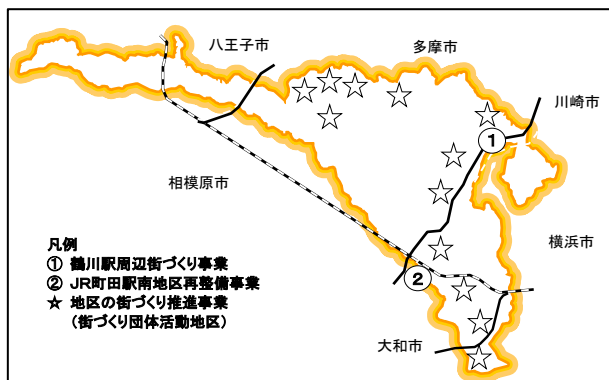 八王子市
多摩市
川崎市
①
相模原市
横浜市
②
大和市
凡例
① 鶴川駅周辺街づくり事業
② JR町田駅南地区再整備事業
☆ 地区の街づくり推進事業
(街づくり団体活動地区)